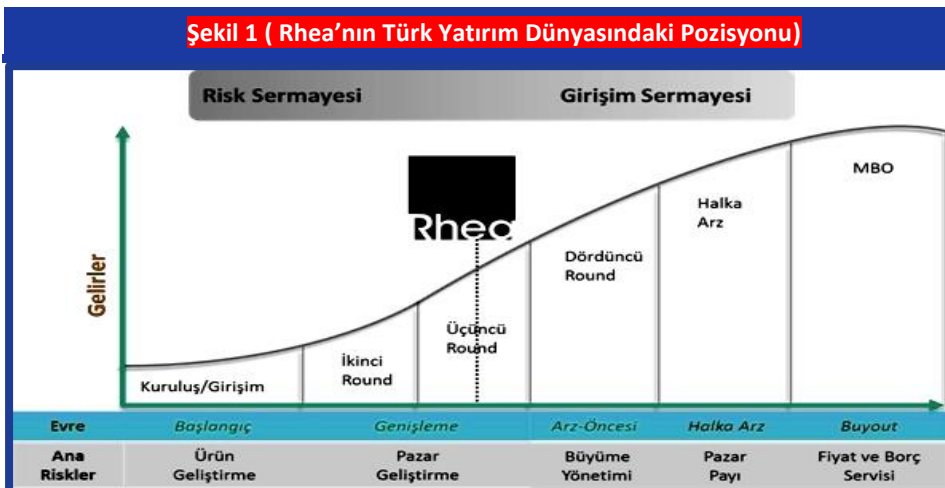 Şekil 1 ( Rhea’nın Türk Yatırım Dünyasındaki Pozisyonu)
Risk Sermayesi Girişim Sermayesi
MBO
Halka
Arz
Rhea
Dördüncü
Round
Gelirler
Üçüncü
Round
İkinci
Round
Kuruluş/Girişim
Evre Başlangıç Genişleme Arz-Öncesi Halka Arz Buyout
Ana
Riskler
Ürün
Geliştirme
Pazar
Geliştirme
Büyüme
Yönetimi
Pazar
Payı
Fiyat ve Borç
Servisi